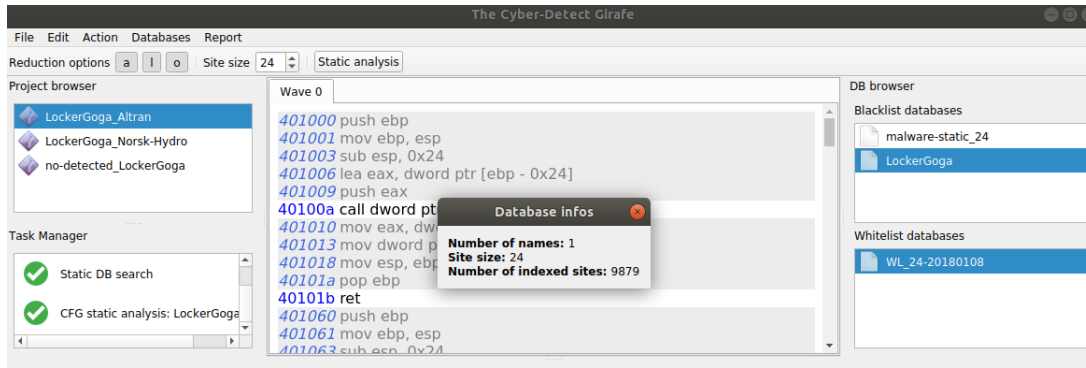 The Cyber-Detect Girafe
File Edit Action Databases Report
Reduction options a l o Site size 24 Static analysis
Project browser
LockerGoga_Altran
LockerGoga_Norsk-Hydro
no-detected_LockerGoga
Task Manager
Static DB search
CFG static analysis: LockerGoga
Wave 0
401000 push ebp
401001 mov ebp, esp
401003 sub esp, 0x24
401006 lea eax, dword ptr [ebp - 0x24]
401009 push eax
40100a call dword pt
401010 mov eax, dw
401013 mov dword p
401018 mov esp, ebp
40101a pop ebp
40101b ret
401060 push ebp
401061 mov ebp, esp
401063 sub esp, 0x24
Database infos
Number of names: 1
Site size: 24
Number of indexed sites: 9879
DB browser
Blacklist databases
malware-static_24
LockerGoga
Whitelist databases
WL_24-20180108